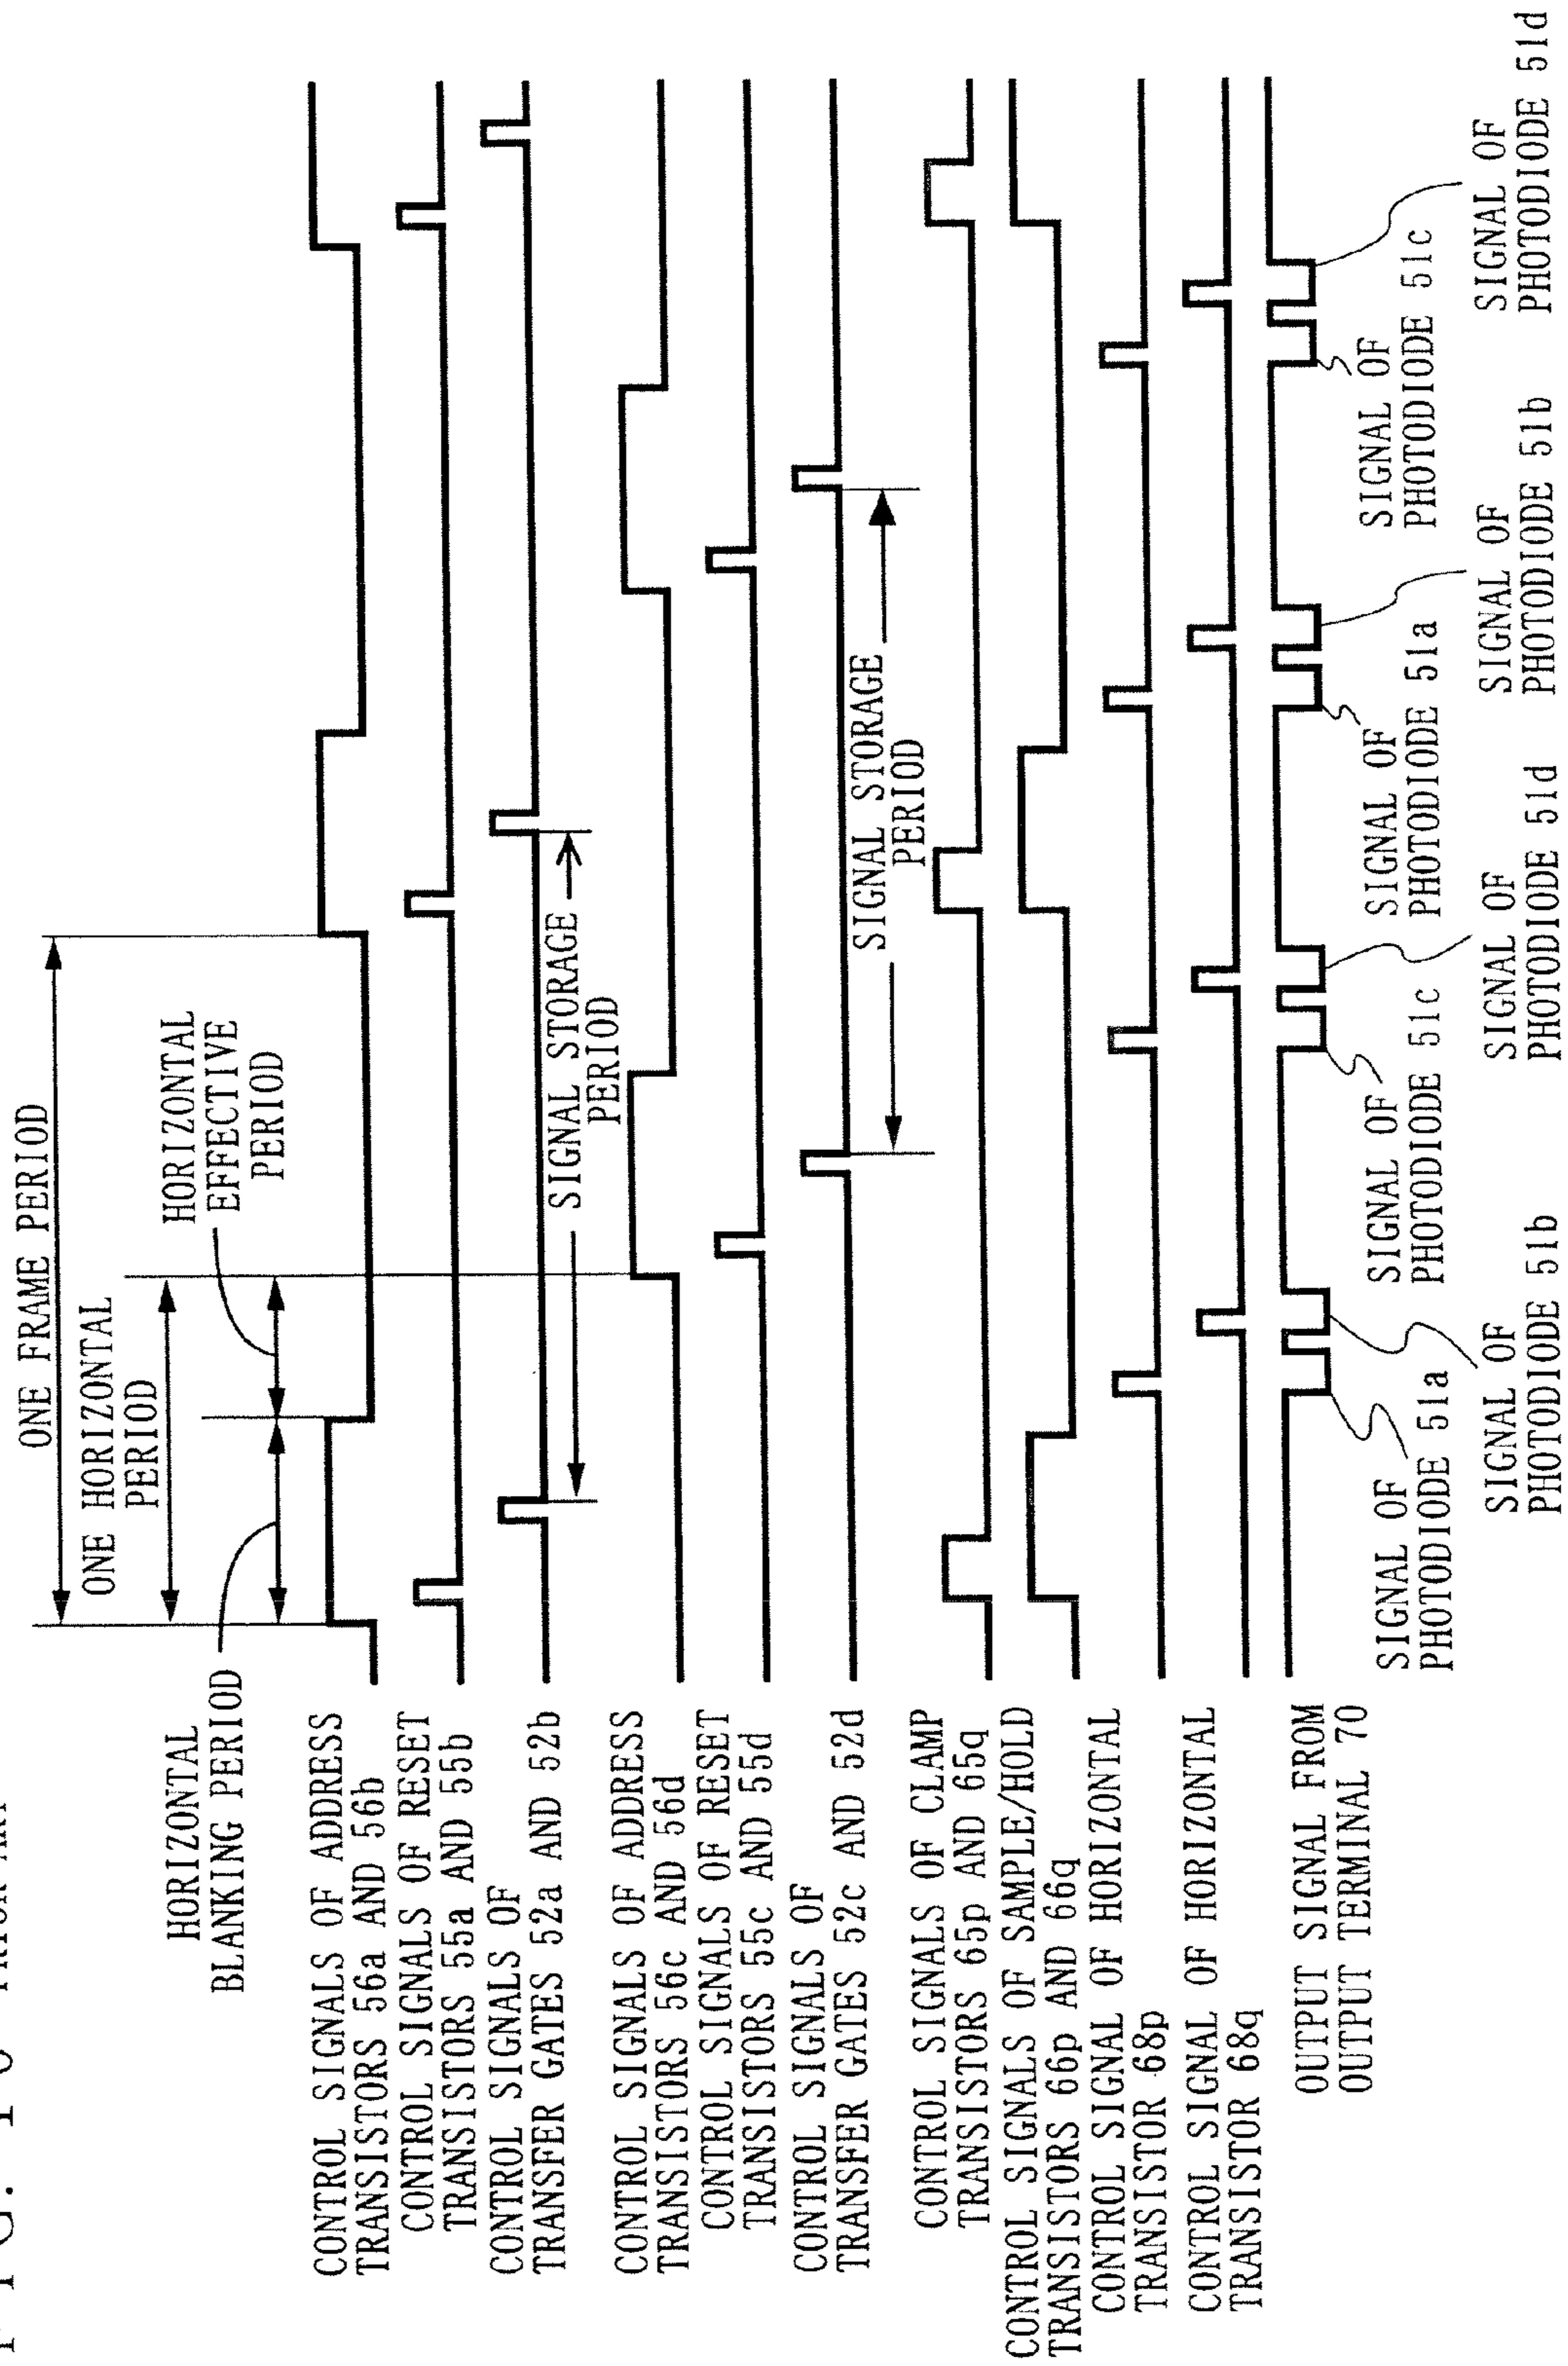 ONE FRAME PERIOD
ONE HORIZONTAL
PERIOD
HORIZONTAL
EFFECTIVE
PERIOD
HORIZONTAL
BLANKING PERIOD
CONTROL SIGNALS OF ADDRESS
TRANSISTORS 56a AND 56b
CONTROL SIGNALS OF RESET
TRANSISTORS 55a AND 55b
CONTROL SIGNALS OF
TRANSFER GATES 52a AND 52b
SIGNAL STORAGE
PERIOD
CONTROL SIGNALS OF ADDRESS
TRANSISTORS 56c AND 56d
CONTROL SIGNALS OF RESET
TRANSISTORS 55c AND 55d
CONTROL SIGNALS OF
TRANSFER GATES 52c AND 52d
SIGNAL STORAGE
PERIOD
CONTROL SIGNALS OF CLAMP
TRANSISTORS 65p AND 65q
CONTROL SIGNALS OF SAMPLE/HOLD
TRANSISTORS 66p AND 66q
CONTROL SIGNAL OF HORIZONTAL
TRANSISTOR 68p
CONTROL SIGNAL OF HORIZONTAL
TRANSISTOR 68q
OUTPUT SIGNAL FROM
OUTPUT TERMINAL 70
SIGNAL OF
PHOTODIODE 51a
SIGNAL OF
PHOTODIODE 51b
SIGNAL OF
PHOTODIODE 51c
SIGNAL OF
PHOTODIODE 51d
SIGNAL OF
PHOTODIODE 51a
SIGNAL OF
PHOTODIODE 51b
SIGNAL OF
PHOTODIODE 51c
SIGNAL OF
PHOTODIODE 51d